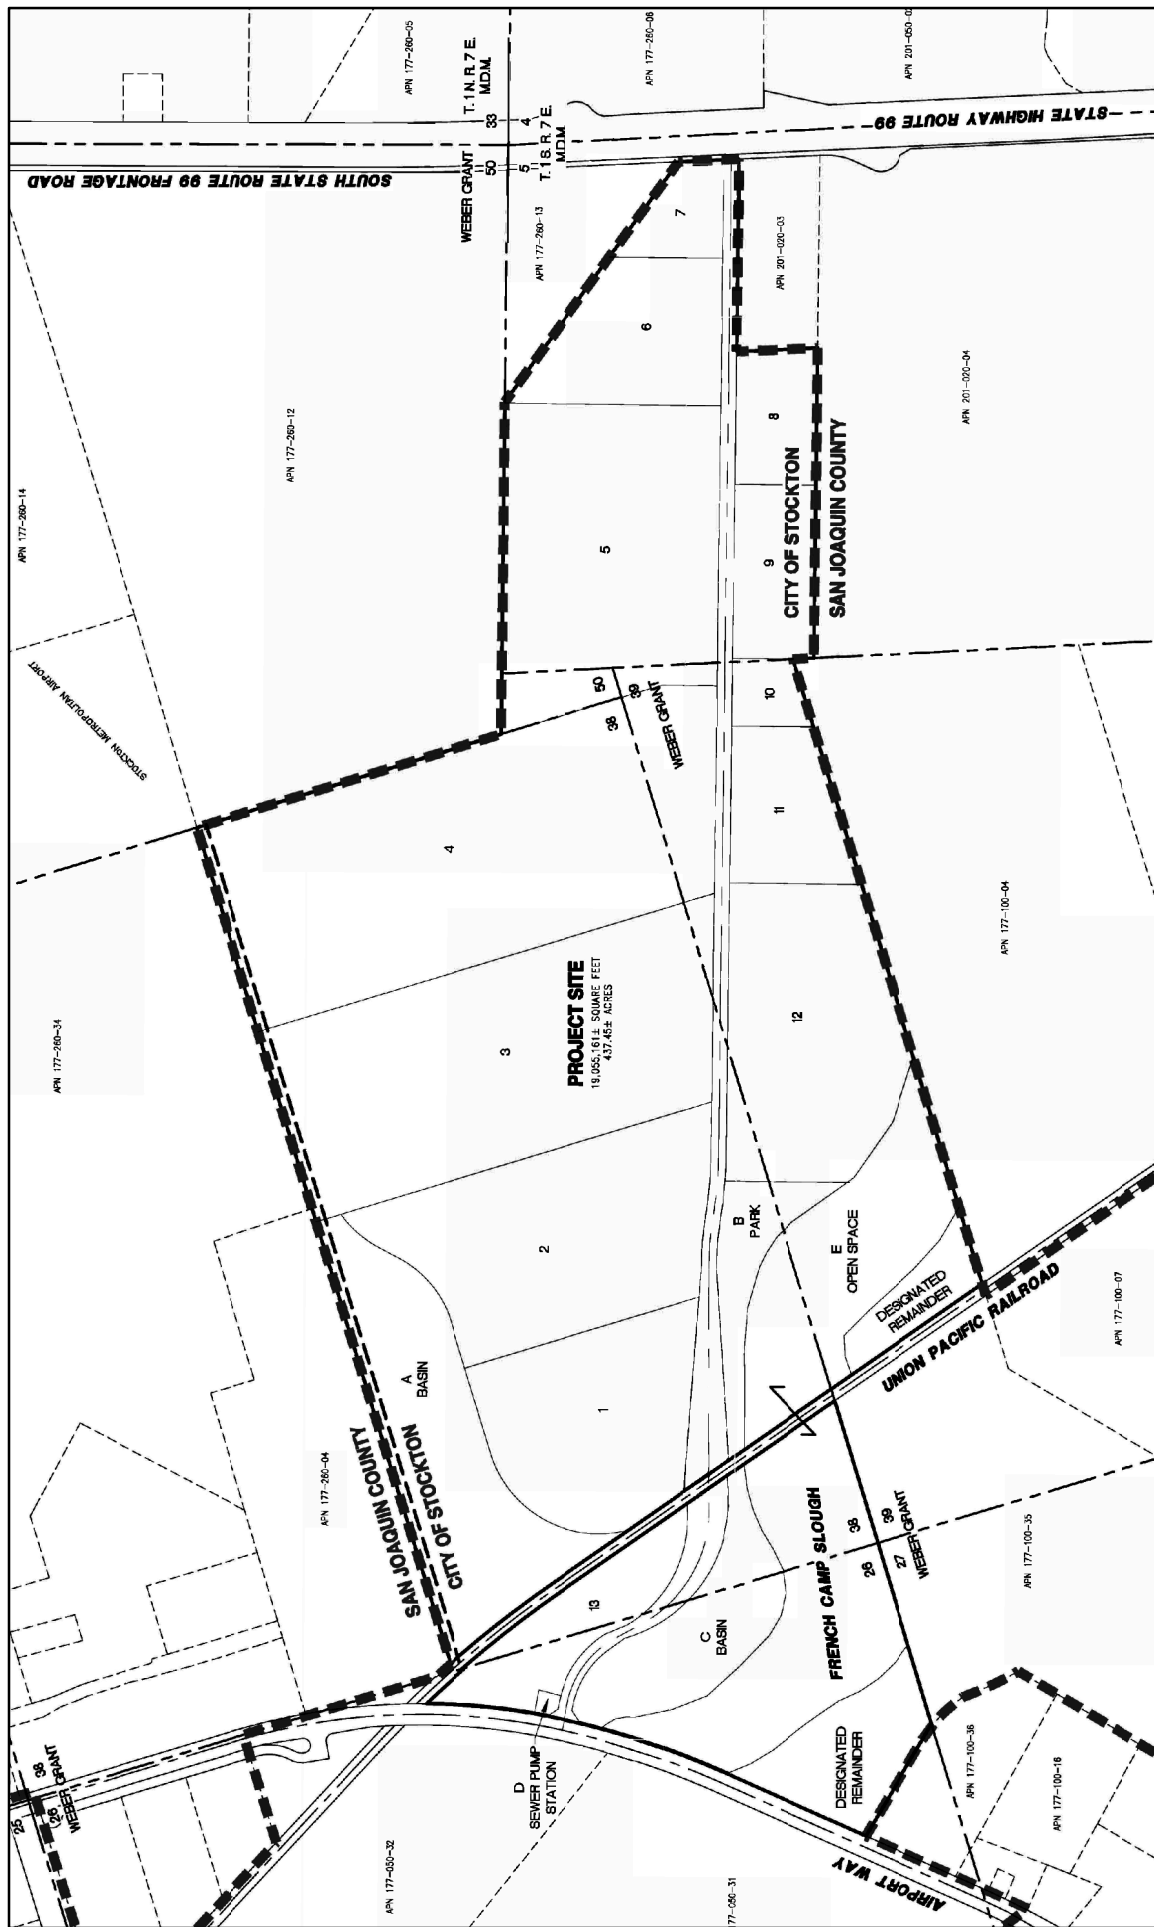 APN 177-260-05
T. 1 N. R. 7 E.
M.D.M.
APN 177-260-06
APN 201-050-0
33
4
T. 1 S. R. 7 E.
M.D.M.
STATE HIGHWAY ROUTE 99
SOUTH STATE ROUTE 99 FRONTAGE ROAD
WEBER GRANT
50
5
APN 177-260-13
7
APN 201-020-03
6
APN 177-260-14
APN 177-260-12
8
APN 201-020-04
CITY OF STOCKTON
SAN JOAQUIN COUNTY
5
9
STOCKTON METROPOLITAN AIRPORT
50
39
38
WEBER GRANT
10
4
11
APN 177-100-04
APN 177-260-34
3
PROJECT SITE
19,055,161± SQUARE FEET
437.45± ACRES
12
2
B
PARK
E
OPEN SPACE
DESIGNATED
REMAINDER
UNION PACIFIC RAILROAD
APN 177-100-07
A
BASIN
1
APN 177-260-04
SAN JOAQUIN COUNTY
CITY OF STOCKTON
FRENCH CAMP SLOUGH
38
39
26
27
WEBER GRANT
APN 177-100-35
13
C
BASIN
25
38
26
WEBER GRANT
D
SEWER PUMP
STATION
DESIGNATED
REMAINDER
APN 177-100-36
APN 177-100-16
APN 177-050-32
77-050-31
AIRPORT WAY